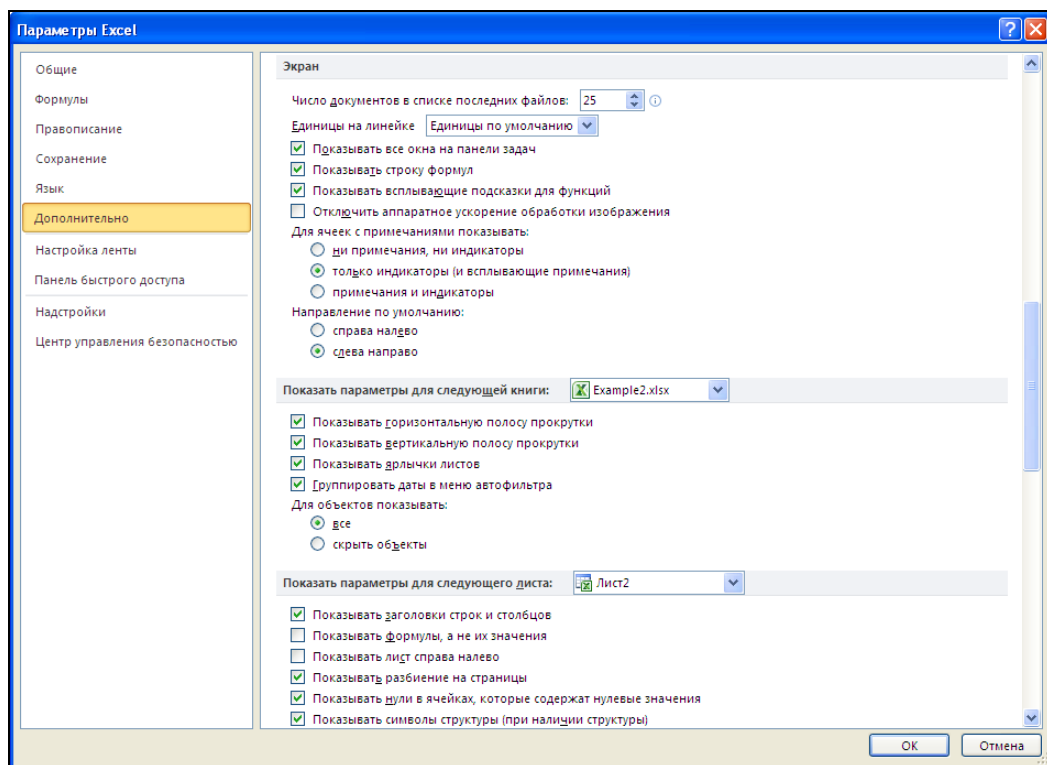 Параметры Excel
Общие
Формулы
Правописание
Сохранение
Язык
Дополнительно
Настройка ленты
Панель быстрого доступа
Надстройки
Центр управления безопасностью
Экран
Число документов в списке последних файлов: 25
Единицы на линейке Единицы по умолчанию
Показывать все окна на панели задач
Показывать строку формул
Показывать всплывающие подсказки для функций
Отключить аппаратное ускорение обработки изображения
Для ячеек с примечаниями показывать:
ни примечания, ни индикаторы
только индикаторы (и всплывающие примечания)
примечания и индикаторы
Направление по умолчанию:
справа налево
слева направо
Показать параметры для следующей книги: Example2.xlsx
Показывать горизонтальную полосу прокрутки
Показывать вертикальную полосу прокрутки
Показывать ярлычки листов
Группировать даты в меню автофильтра
Для объектов показывать:
все
скрыть объекты
Показать параметры для следующего листа: Лист2
Показывать заголовки строк и столбцов
Показывать формулы, а не их значения
Показывать лист справа налево
Показывать разбиение на страницы
Показывать нули в ячейках, которые содержат нулевые значения
Показывать символы структуры (при наличии структуры)
ОК Отмена